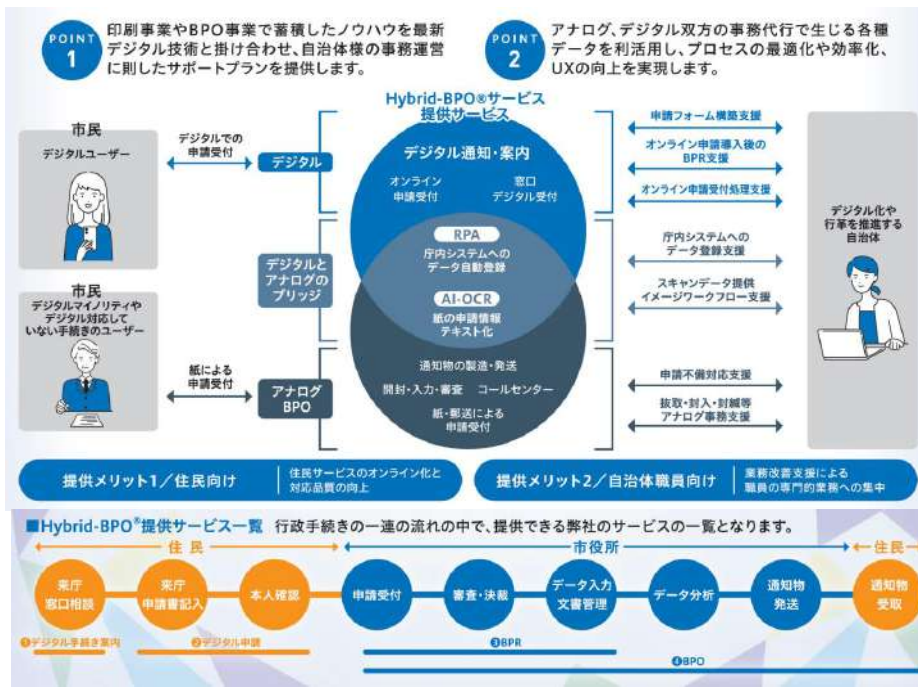 POINT
1
印刷事業やBPO事業で蓄積したノウハウを最新
デジタル技術と掛け合わせ、自治体様の事務運営
に則したサポートプランを提供します。
POINT
2
アナログ、デジタル双方の事務代行で生じる各種
データを利活用し、プロセスの最適化や効率化、
UXの向上を実現します。
Hybrid-BPO®サービス
提供サービス
市民
デジタルユーザー
デジタルでの
申請受付
デジタル
デジタル通知・案内
オンライン
申請受付
窓口
デジタル受付
申請フォーム構築支援
オンライン申請導入後の
BPR支援
オンライン申請受付処理支援
デジタルと
アナログの
ブリッジ
RPA
庁内システムへの
データ自動登録
AI-OCR
紙の申請情報
テキスト化
庁内システムへの
データ登録支援
スキャンデータ提供
イメージワークフロー支援
デジタル化や
行革を推進する
自治体
市民
デジタルマイノリティや
デジタル対応して
いない手続きのユーザー
紙による
申請受付
アナログ
BPO
通知物の製造・発送
開封・入力・審査
コールセンター
紙・郵送による
申請受付
申請不備対応支援
抜取・封入・封緘等
アナログ事務支援
提供メリット1／住民向け
住民サービスのオンライン化と
対応品質の向上
提供メリット2／自治体職員向け
業務改善支援による
職員の専門的業務への集中
■Hybrid-BPO®提供サービス一覧 行政手続きの一連の流れの中で、提供できる弊社のサービスの一覧となります。
住民
市役所
住民
来庁
窓口相談
来庁
申請書記入
本人確認
申請受付
審査・決裁
データ入力
文書管理
データ分析
通知物
発送
通知物
受取
❶デジタル手続き案内
❷デジタル申請
❸BPR
❹BPO